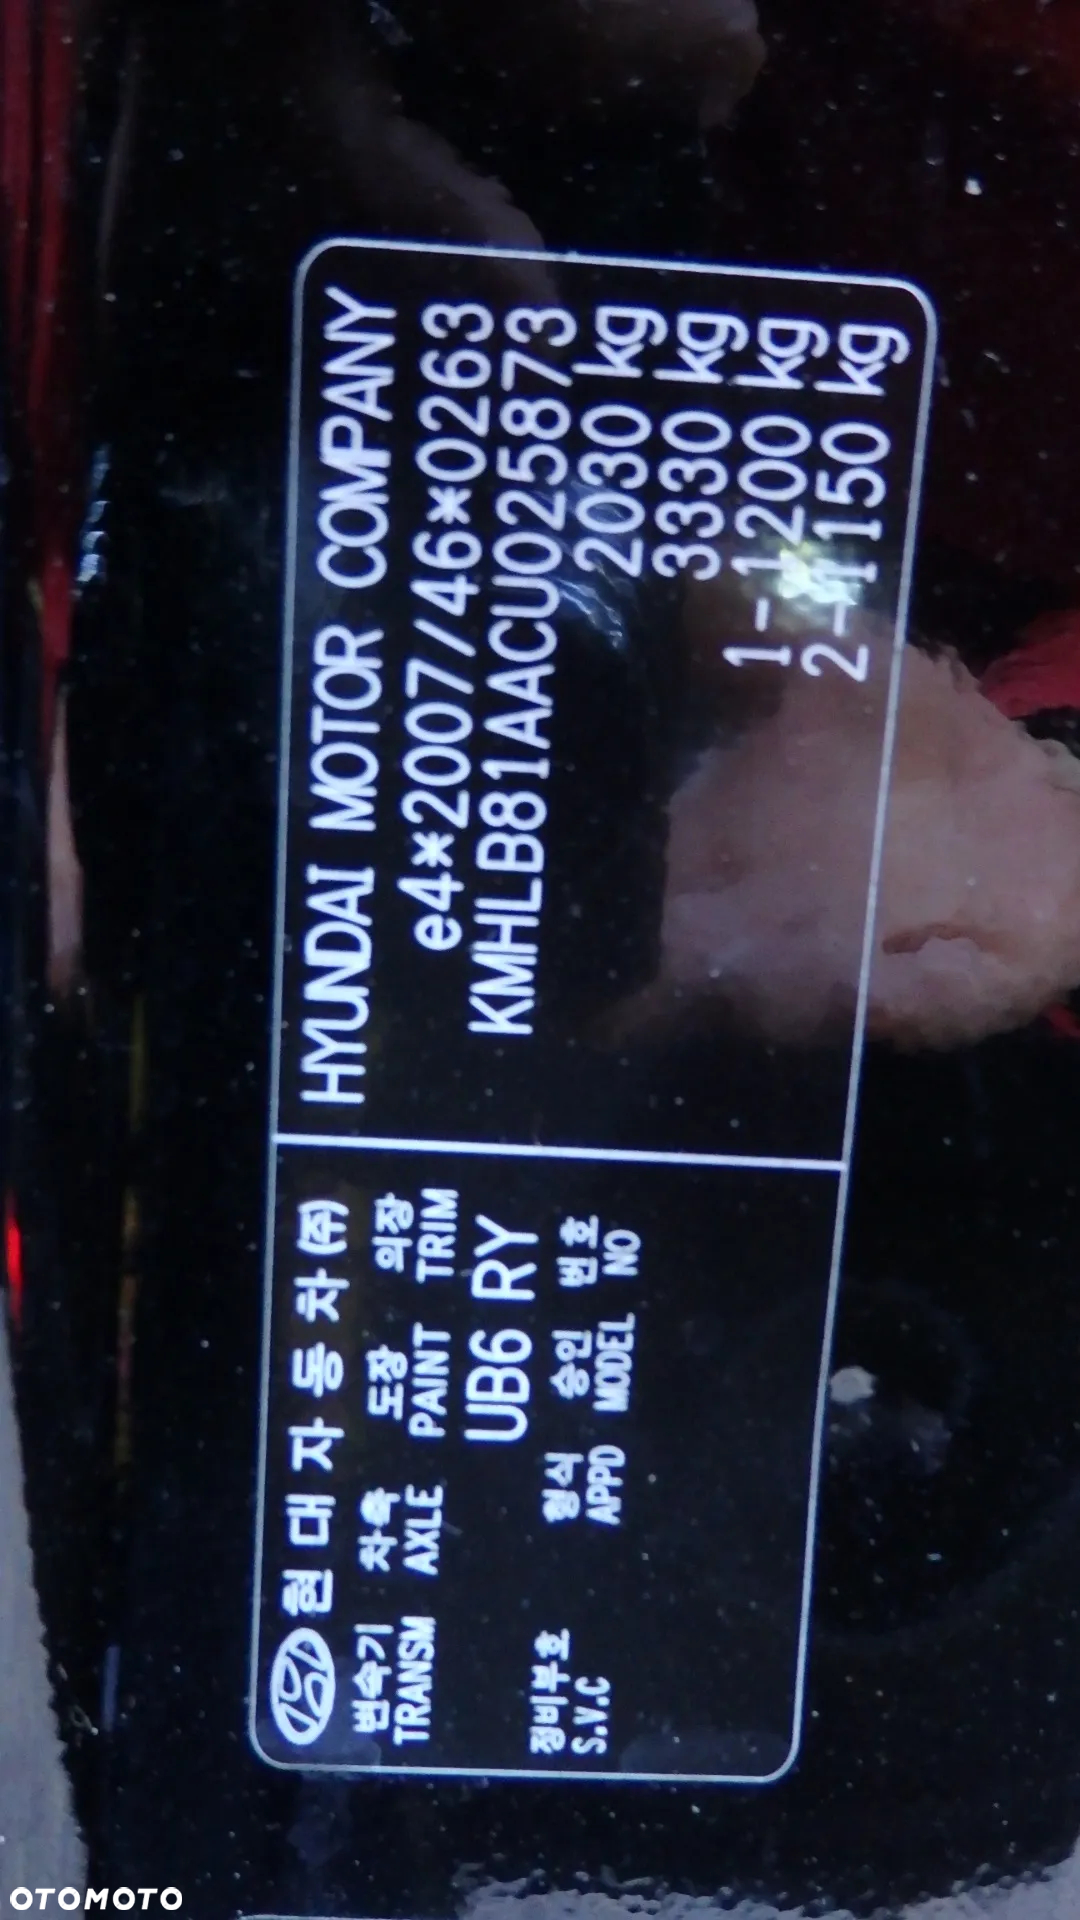 현대자동차(주)
변속기 차축 도장 의장
TRANSM AXLE PAINT TRIM
UB6 RY
정비부호 형식 승인 번호
S.V.C APPD MODEL NO
HYUNDAI MOTOR COMPANY
e4*2007/46*0263
KMHLB81AACU025873
2030 kg
3330 kg
1-1200 kg
2-1150 kg
OTOMOTO